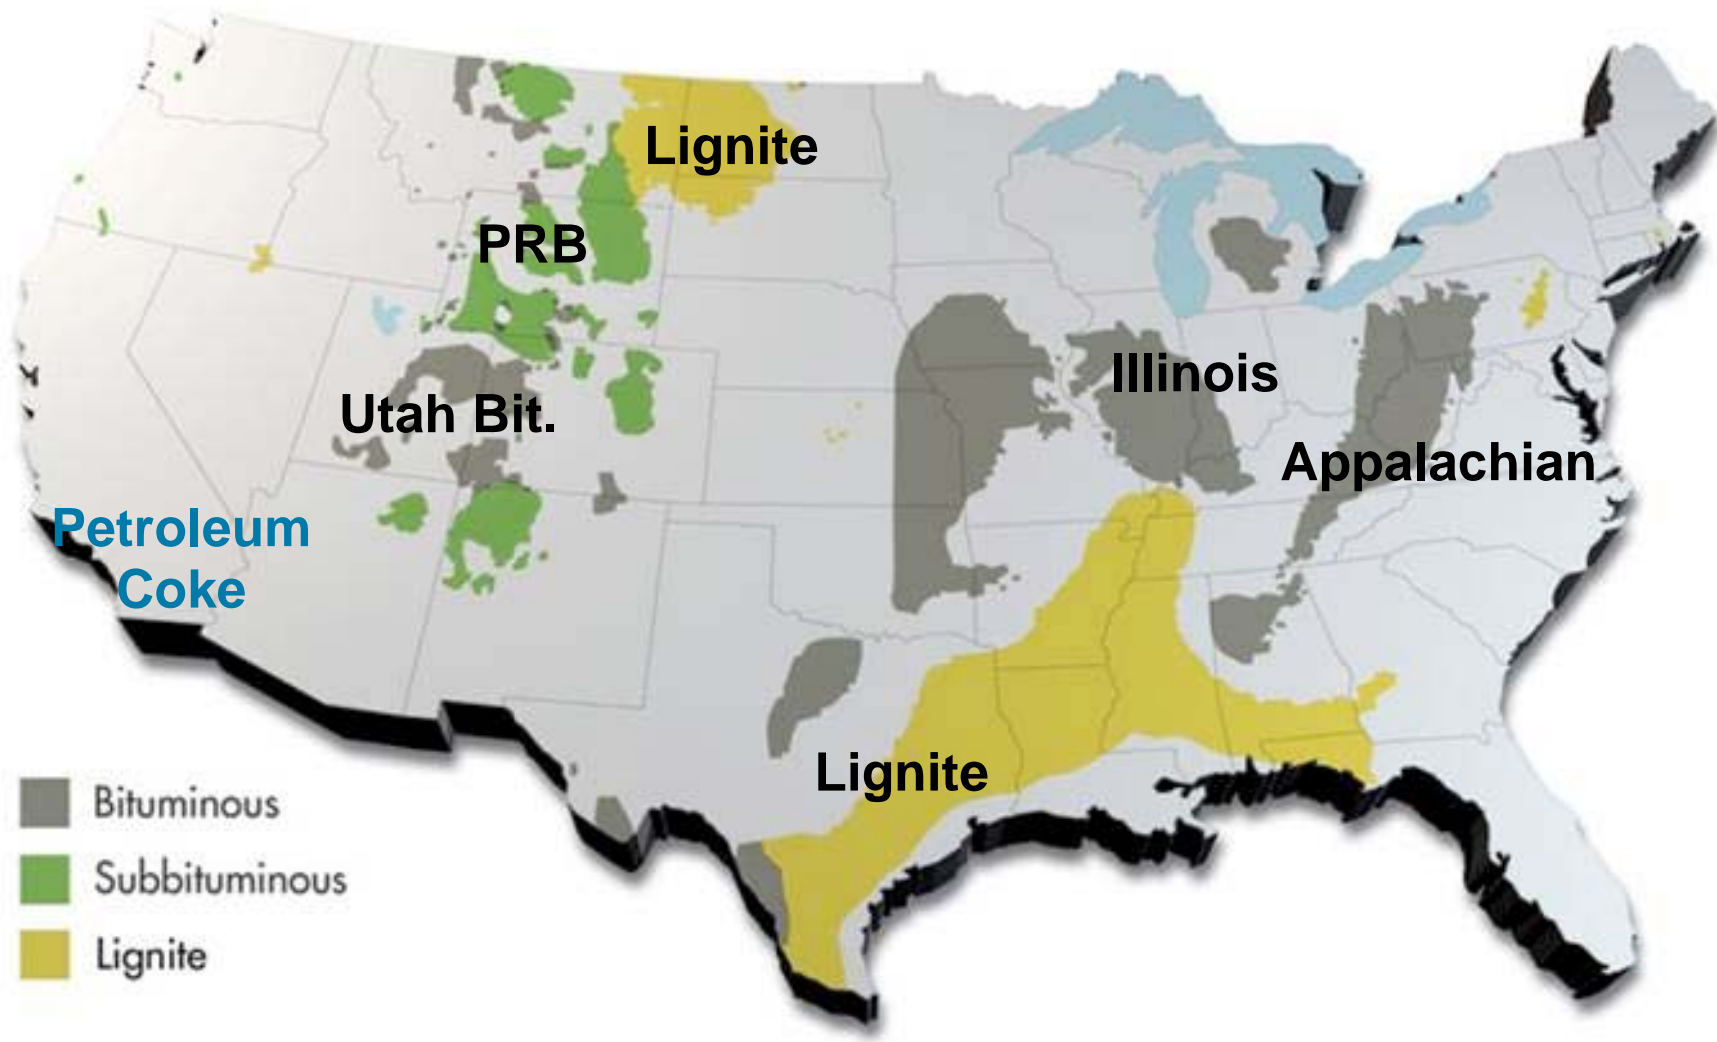 Lignite
PRB
Illinois
Utah Bit.
Appalachian
Petroleum
Coke
Lignite
Bituminous
Subbituminous
Lignite